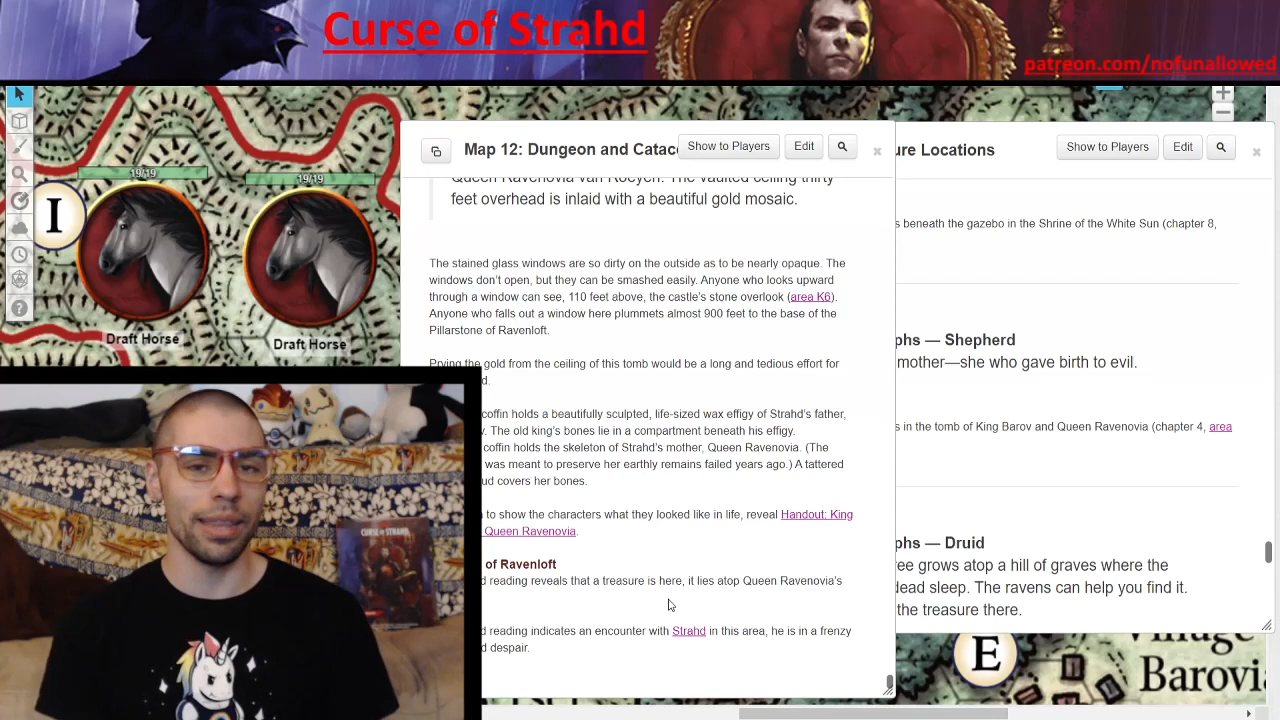 Curse of Strahd
patreon.com/nofunallowed
19/19
19/19
I
Draft Horse
Draft Horse
Map 12: Dungeon and Catac
Show to Players
Edit
feet overhead is inlaid with a beautiful gold mosaic.
The stained glass windows are so dirty on the outside as to be nearly opaque. The
windows don't open, but they can be smashed easily. Anyone who looks upward
through a window can see, 110 feet above, the castle's stone overlook (area K6).
Anyone who falls out a window here plummets almost 900 feet to the base of the
Pillarstone of Ravenloft.
Prying the gold from the ceiling of this tomb would be a long and tedious effort for
coffin holds a beautifully sculpted, life-sized wax effigy of Strahd's father,
The old king's bones lie in a compartment beneath his effigy.
coffin holds the skeleton of Strahd's mother, Queen Ravenovia. (The
was meant to preserve her earthly remains failed years ago.) A tattered
covers her bones.
to show the characters what they looked like in life, reveal Handout: King
Queen Ravenovia.
of Ravenloft
reading reveals that a treasure is here, it lies atop Queen Ravenovia's
reading indicates an encounter with Strahd in this area, he is in a frenzy
despair.
ure Locations
Show to Players
Edit
s beneath the gazebo in the Shrine of the White Sun (chapter 8,
phs — Shepherd
mother—she who gave birth to evil.
s in the tomb of King Barov and Queen Ravenovia (chapter 4, area
phs — Druid
ree grows atop a hill of graves where the
dead sleep. The ravens can help you find it.
the treasure there.
E
Village
Barovi
CURSE OF STRAHD